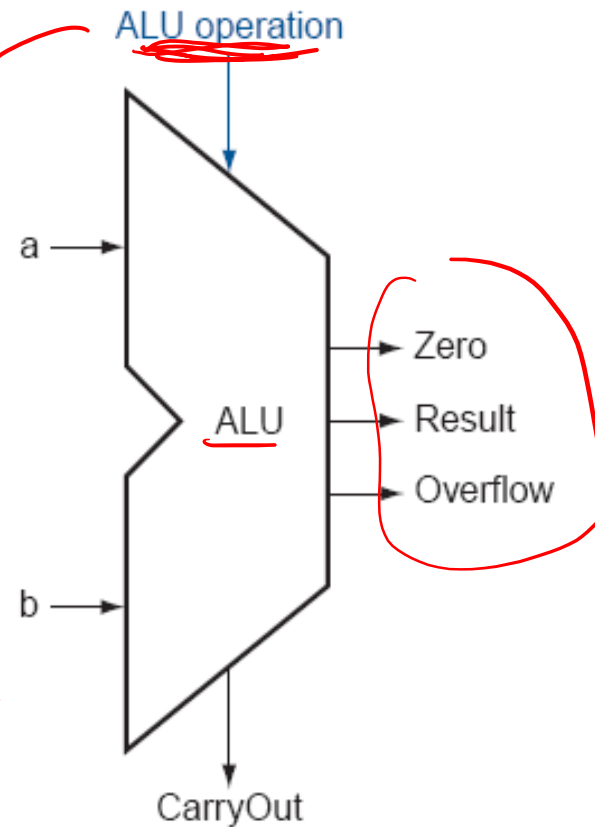 ALU operation
a
Zero
ALU
Result
Overflow
b
CarryOut